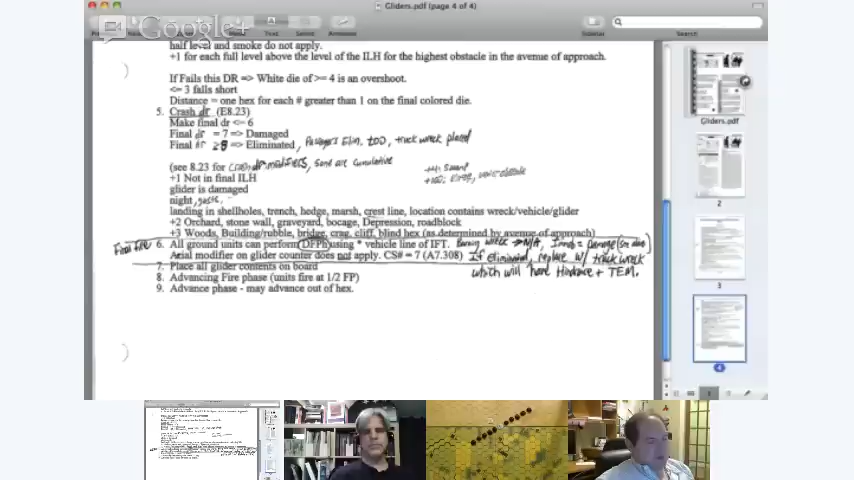 Gliders.pdf (page 4 of 4)
Google+
Search
half level and smoke do not apply.
+1 for each full level above the level of the ILH for the highest obstacle in the avenue of approach.
If Fails this DR => White die of >= 4 is an overshoot.
<= 3 falls short
Distance = one hex for each # greater than 1 on the final colored die.
5. Crash dr (E8.23)
Make final dr <= 6
Final dr = 7 => Damaged
Final dr ≥8 => Eliminated, Passengers Elim. too, truck wreck placed
(see 8.23 for crash dr modifiers, some are cumulative
+1 Not in final ILH
glider is damaged
night,
landing in shellholes, trench, hedge, marsh, crest line, location contains wreck/vehicle/glider
+2 Orchard, stone wall, graveyard, bocage, Depression, roadblock
+3 Woods, Building/rubble, bridge, crag, cliff, blind hex (as determined by avenue of approach)
Final fire 6. All ground units can perform DFPh using * vehicle line of IFT. Burning wreck → N/A,
Aerial modifier on glider counter does not apply. CS# = 7 (A7.308) If eliminated, replace w/ truck wreck
which will have Hindrance + TEM.
7. Place all glider contents on board
8. Advancing Fire phase (units fire at 1/2 FP)
9. Advance phase - may advance out of hex.
Gliders.pdf
2
3
4